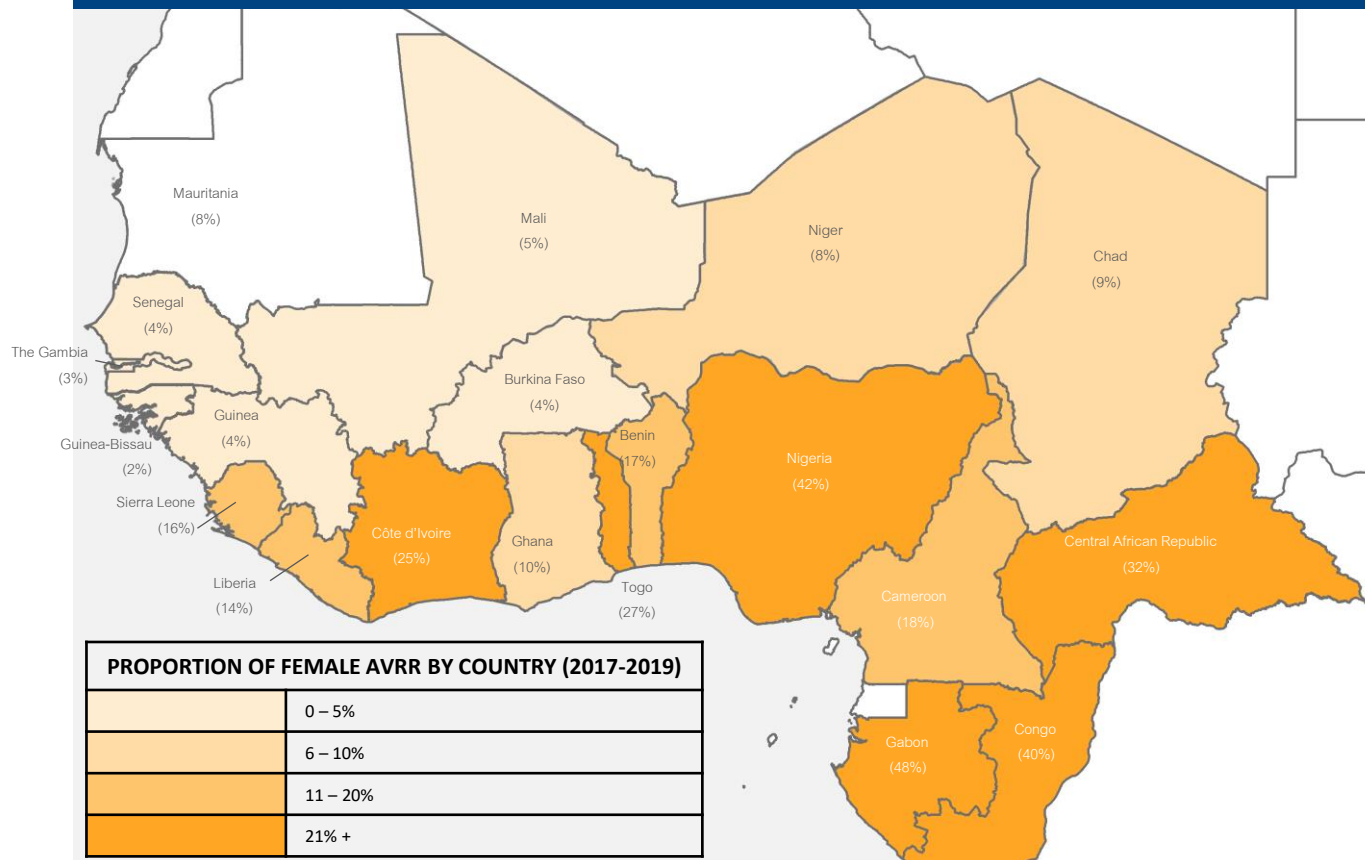 Mauritania
(8%)
Mali
(5%)
Niger
(8%)
Chad
(9%)
Senegal
(4%)
The Gambia
(3%)
Burkina Faso
(4%)
Guinea
(4%)
Guinea-Bissau
(2%)
Benin
(17%)
Nigeria
(42%)
Sierra Leone
(16%)
Côte d'Ivoire
(25%)
Ghana
(10%)
Central African Republic
(32%)
Liberia
(14%)
Togo
(27%)
Cameroon
(18%)
Gabon
(48%)
Congo
(40%)
PROPORTION OF FEMALE AVRR BY COUNTRY (2017-2019)
0 – 5%
6 – 10%
11 – 20%
21% +